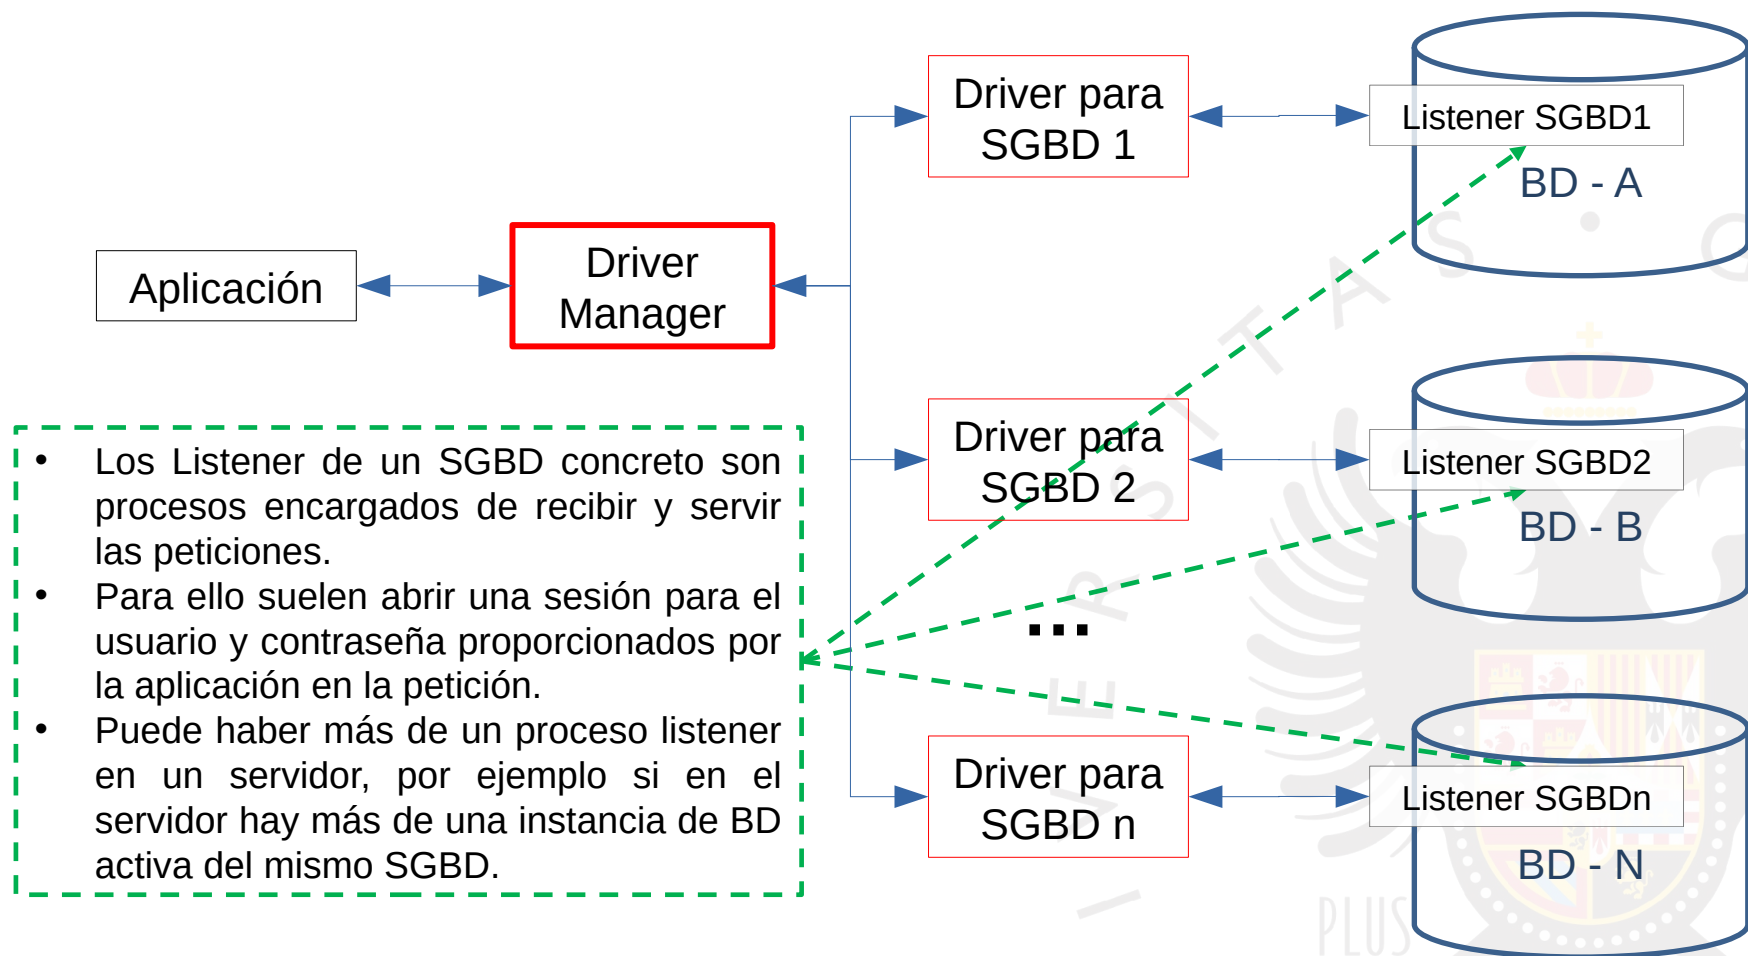 Driver para
SGBD 1
Listener SGBD1
BD - A
Aplicación
Driver
Manager
Driver para
SGBD 2
Listener SGBD2
BD - B
• Los Listener de un SGBD concreto son
procesos encargados de recibir y servir
las peticiones.
• Para ello suelen abrir una sesión para el
usuario y contraseña proporcionados por
la aplicación en la petición.
• Puede haber más de un proceso listener
en un servidor, por ejemplo si en el
servidor hay más de una instancia de BD
activa del mismo SGBD.
...
Driver para
SGBD n
Listener SGBDn
BD - N
I V E R S I T A S
PLUS